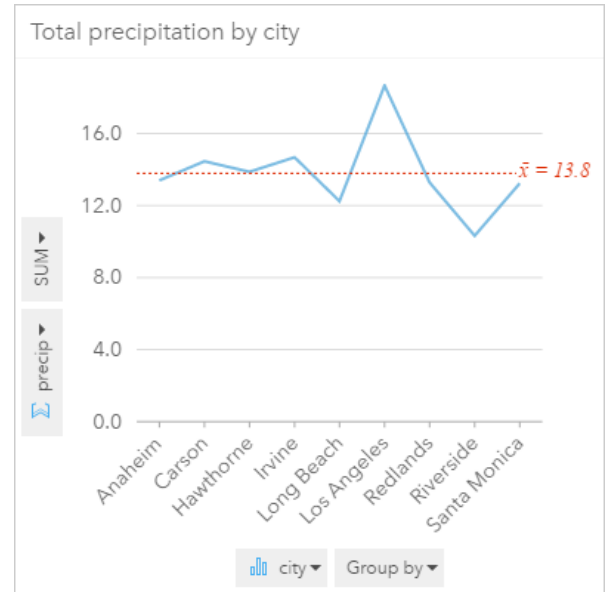 Total precipitation by city
16.0
12.0
8.0
4.0
0.0
x̄ = 13.8
SUM
precip
Anaheim
Carson
Hawthorne
Irvine
Long Beach
Los Angeles
Redlands
Riverside
Santa Monica
city
Group by